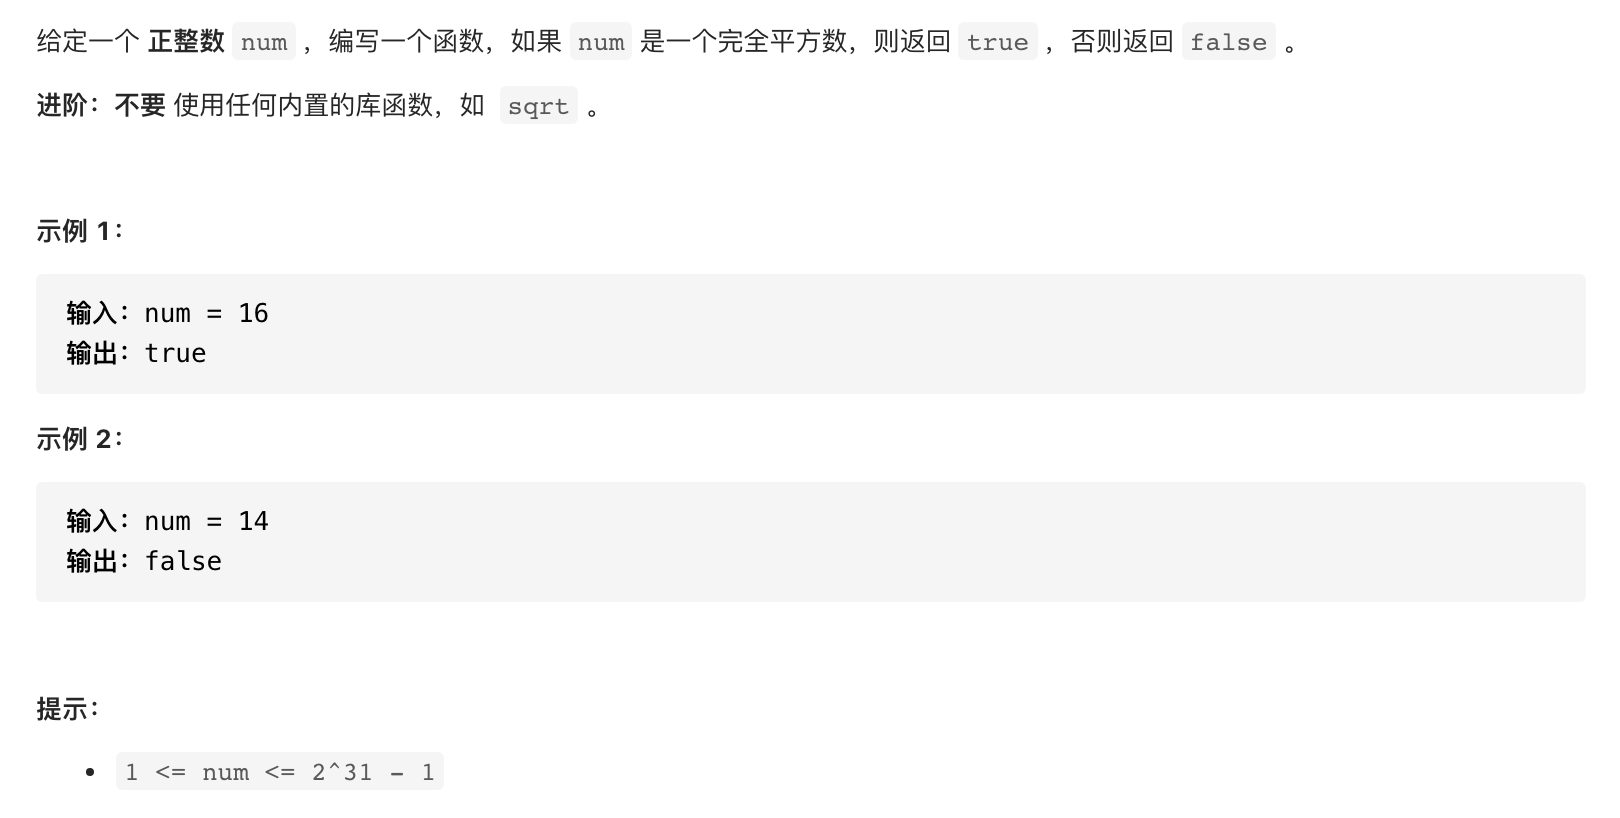 给定一个 正整数 num ，编写一个函数，如果 num 是一个完全平方数，则返回 true ，否则返回 false 。
进阶：不要 使用任何内置的库函数，如 sqrt 。
示例 1：
输入：num = 16
输出：true
示例 2：
输入：num = 14
输出：false
提示：
• 1 <= num <= 2^31 - 1